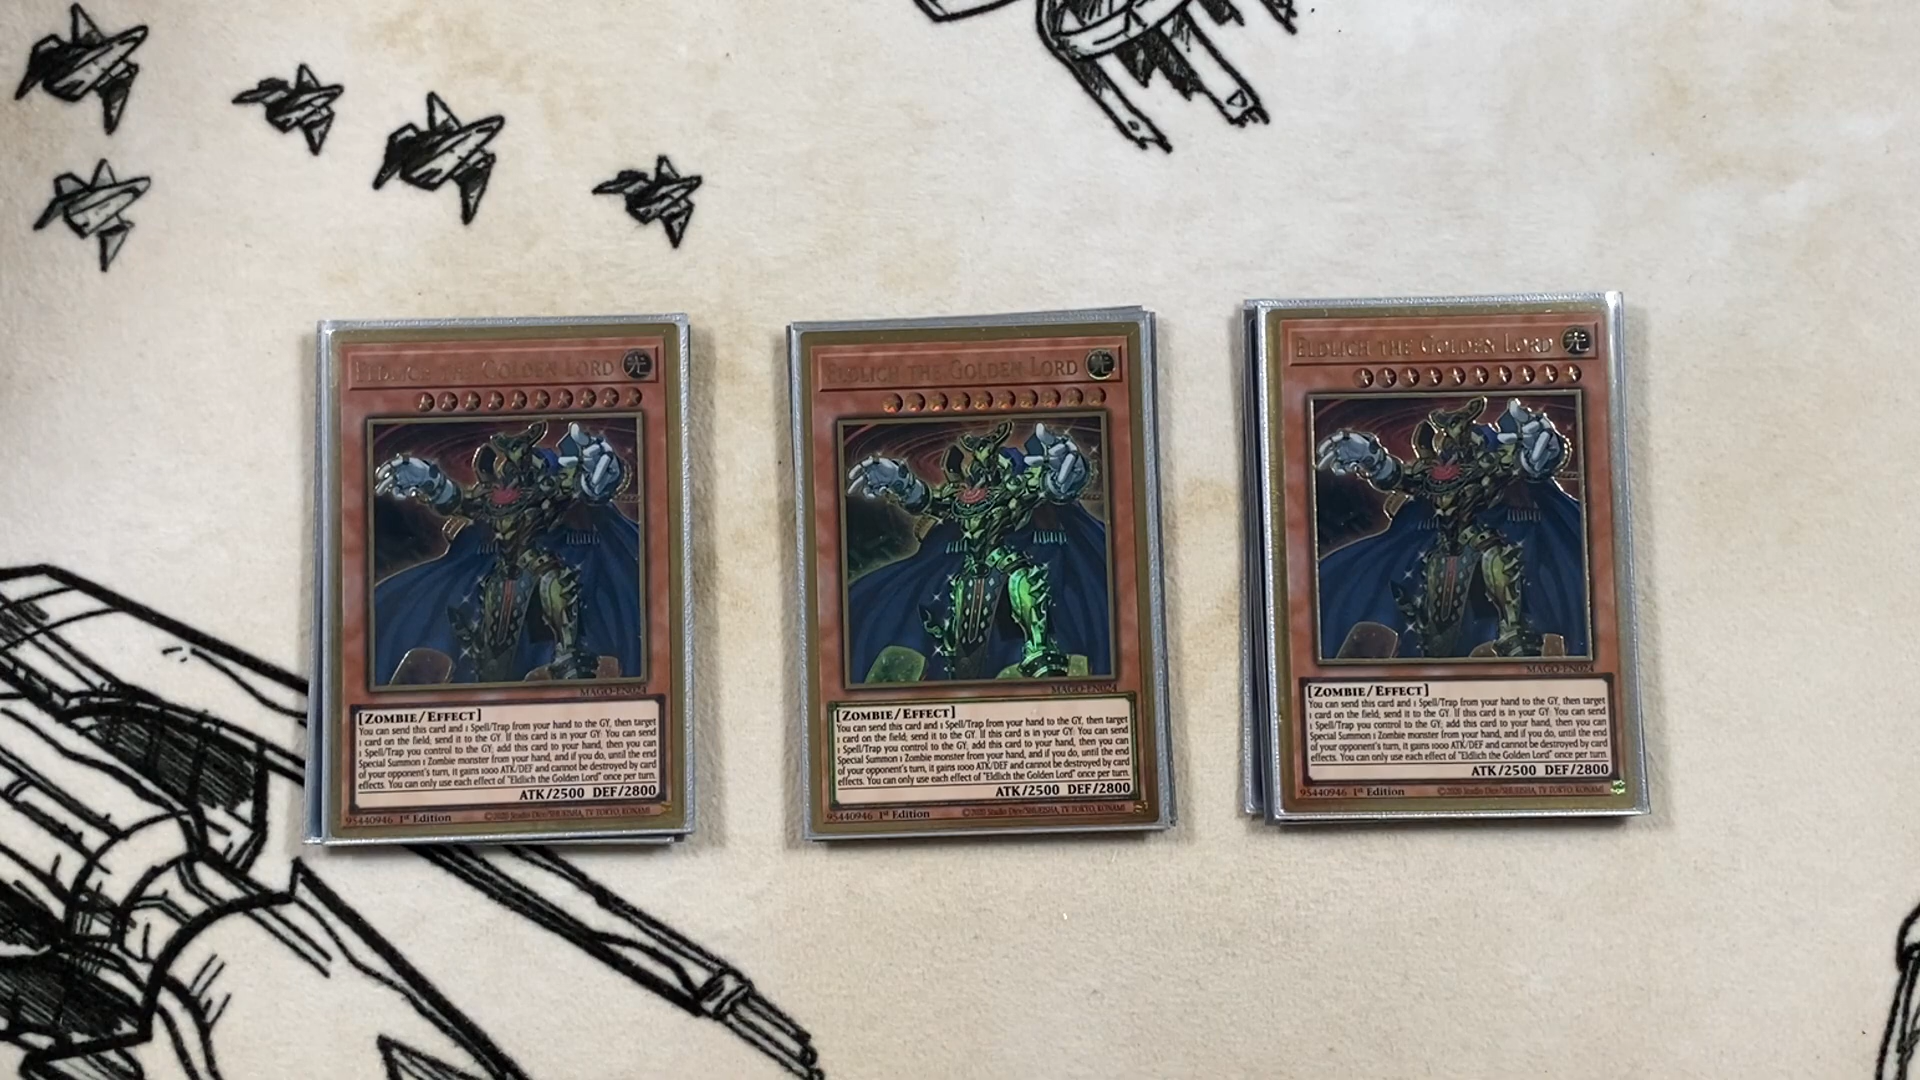 Eldlich the Golden Lord
光
MAGO-EN024
[Zombie/Effect]
You can send this card and 1 Spell/Trap from your hand to the GY, then target
1 card on the field; send it to the GY. If this card is in your GY: You can send
1 Spell/Trap you control to the GY; add this card to your hand, then you can
Special Summon 1 Zombie monster from your hand, and if you do, until the end
of your opponent's turn, it gains 1000 ATK/DEF and cannot be destroyed by card
effects. You can only use each effect of "Eldlich the Golden Lord" once per turn.
ATK/2500 DEF/2800
95440946 1st Edition ©2020 Studio Dice/SHUEISHA, TV TOKYO, KONAMI
Eldlich the Golden Lord
光
MAGO-EN024
[Zombie/Effect]
You can send this card and 1 Spell/Trap from your hand to the GY, then target
1 card on the field; send it to the GY. If this card is in your GY: You can send
1 Spell/Trap you control to the GY; add this card to your hand, then you can
Special Summon 1 Zombie monster from your hand, and if you do, until the end
of your opponent's turn, it gains 1000 ATK/DEF and cannot be destroyed by card
effects. You can only use each effect of "Eldlich the Golden Lord" once per turn.
ATK/2500 DEF/2800
95440946 1st Edition ©2020 Studio Dice/SHUEISHA, TV TOKYO, KONAMI
Eldlich the Golden Lord
光
MAGO-EN024
[Zombie/Effect]
You can send this card and 1 Spell/Trap from your hand to the GY, then target
1 card on the field; send it to the GY. If this card is in your GY: You can send
1 Spell/Trap you control to the GY; add this card to your hand, then you can
Special Summon 1 Zombie monster from your hand, and if you do, until the end
of your opponent's turn, it gains 1000 ATK/DEF and cannot be destroyed by card
effects. You can only use each effect of "Eldlich the Golden Lord" once per turn.
ATK/2500 DEF/2800
95440946 1st Edition ©2020 Studio Dice/SHUEISHA, TV TOKYO, KONAMI